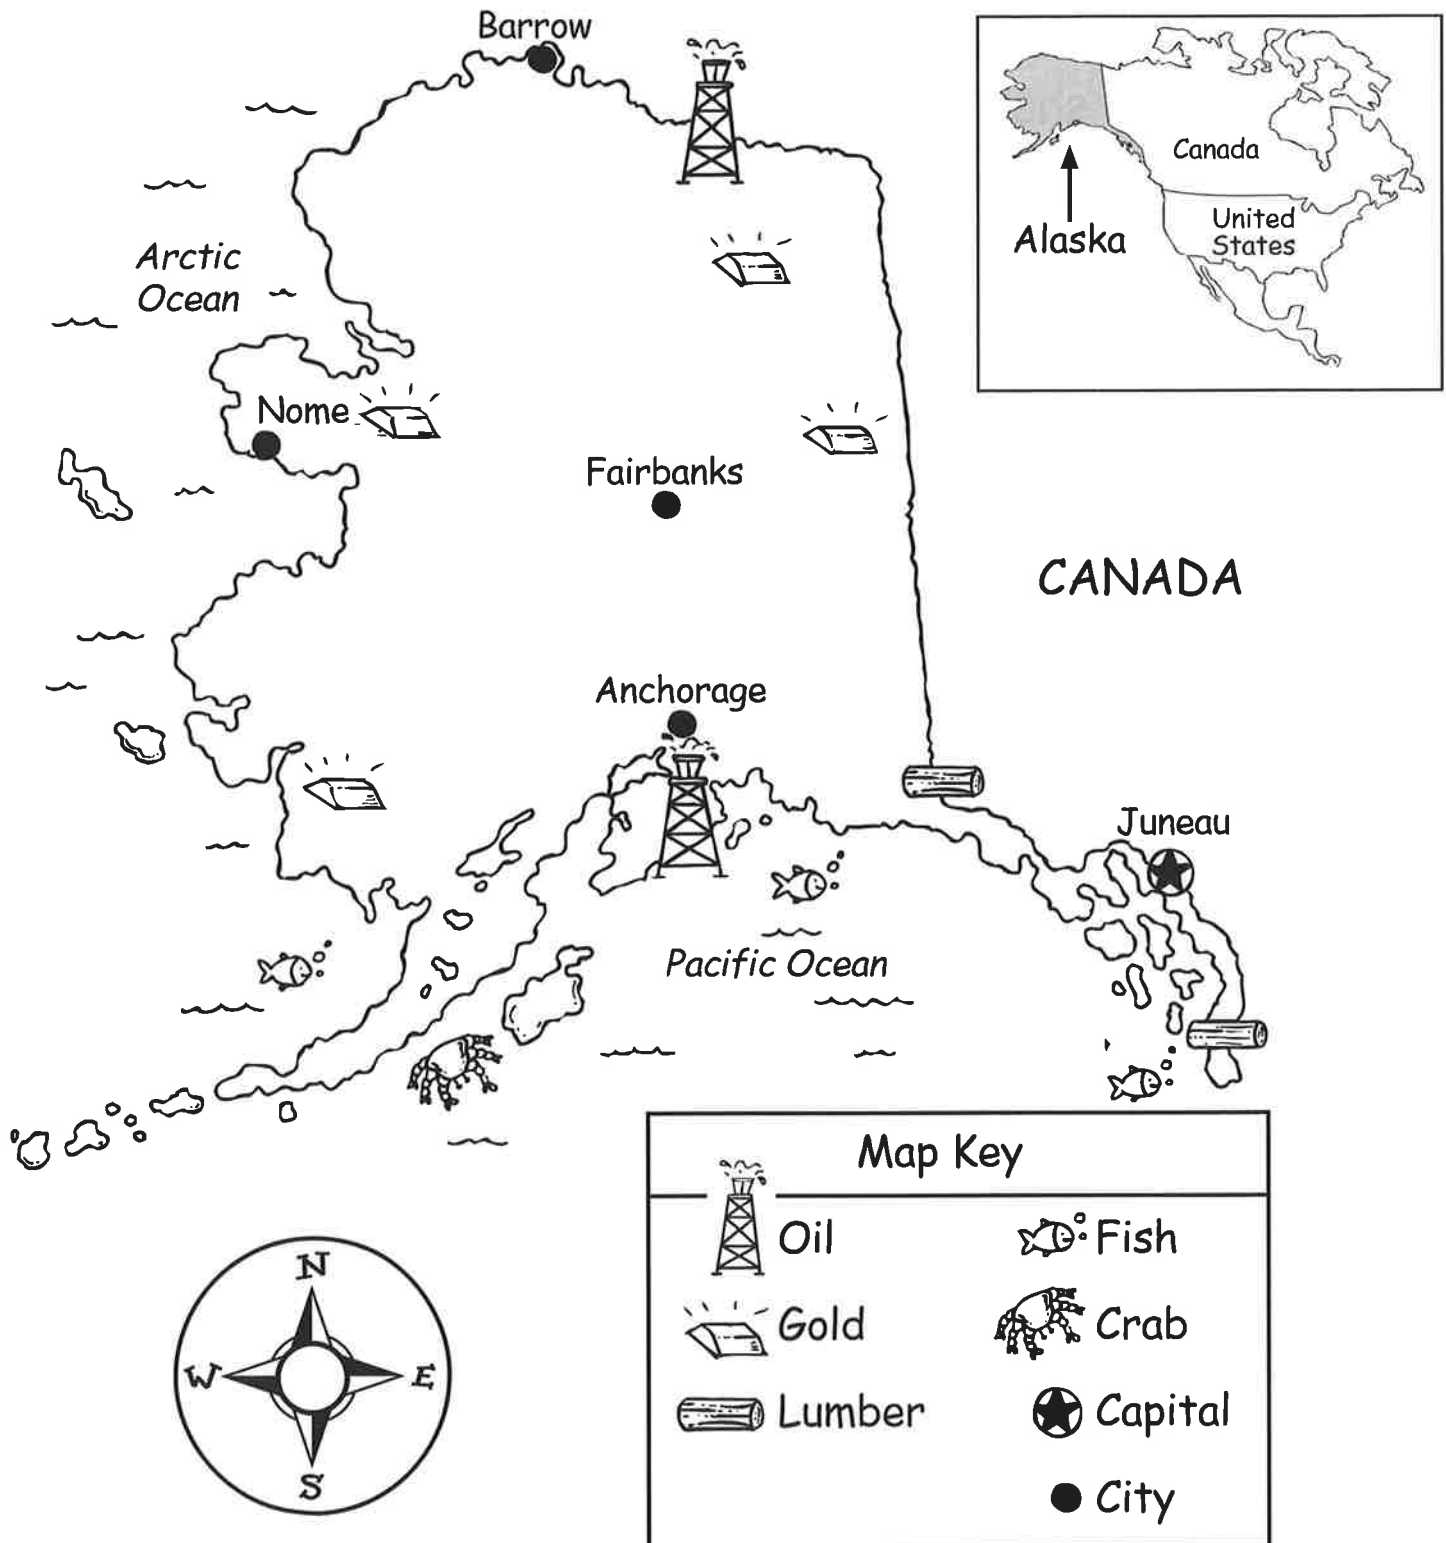 Barrow
Canada
United
States
Alaska
Arctic
Ocean
Nome
Fairbanks
CANADA
Anchorage
Juneau
Pacific Ocean
Map Key
Oil
Fish
Gold
Crab
Lumber
Capital
City
N
W
E
S